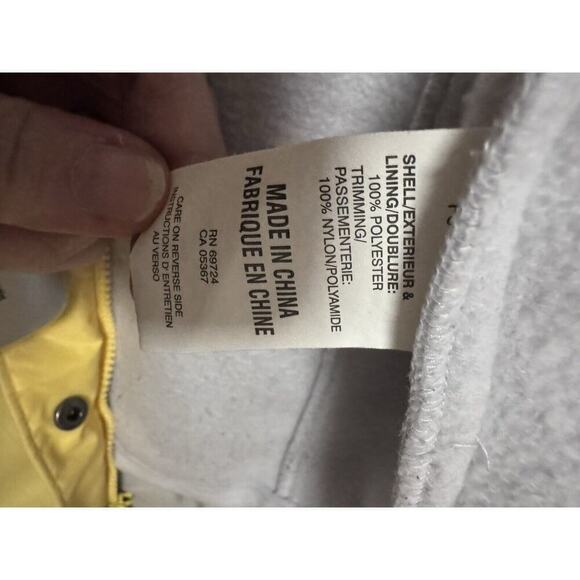 SHELL/EXTERIEUR &
LINING/DOUBLURE:
100% POLYESTER
TRIMMING/
PASSEMENTERIE:
100% NYLON/POLYAMIDE
MADE IN CHINA
FABRIQUE EN CHINE
RN 69724
CA 05367
CARE ON REVERSE SIDE
INSTRUCTIONS D' ENTRETIEN
AU VERSO